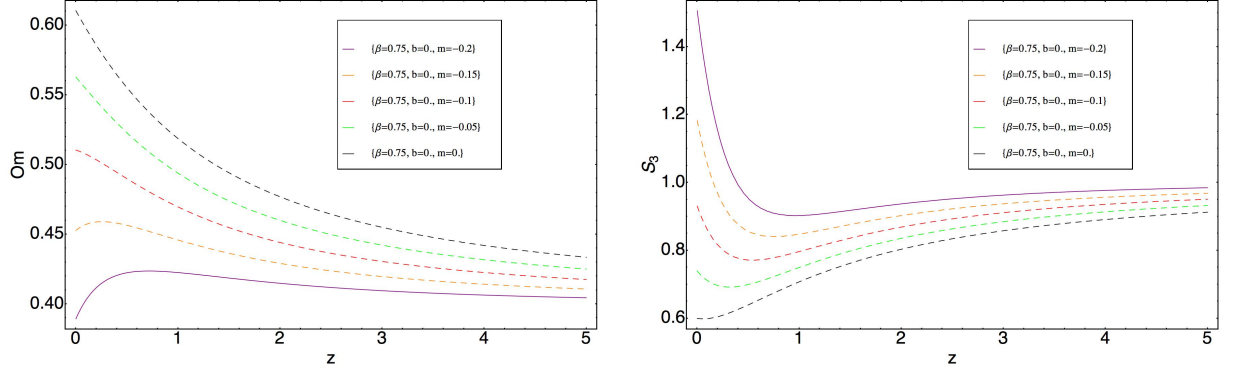 0.60
0.55
0.50
0.45
0.40
Om
{β=0.75, b=0., m=−0.2}
{β=0.75, b=0., m=−0.15}
{β=0.75, b=0., m=−0.1}
{β=0.75, b=0., m=−0.05}
{β=0.75, b=0., m=0.}
0 1 2 3 4 5
z
1.4
1.2
1.0
0.8
0.6
S₃
{β=0.75, b=0., m=−0.2}
{β=0.75, b=0., m=−0.15}
{β=0.75, b=0., m=−0.1}
{β=0.75, b=0., m=−0.05}
{β=0.75, b=0., m=0.}
0 1 2 3 4 5
z